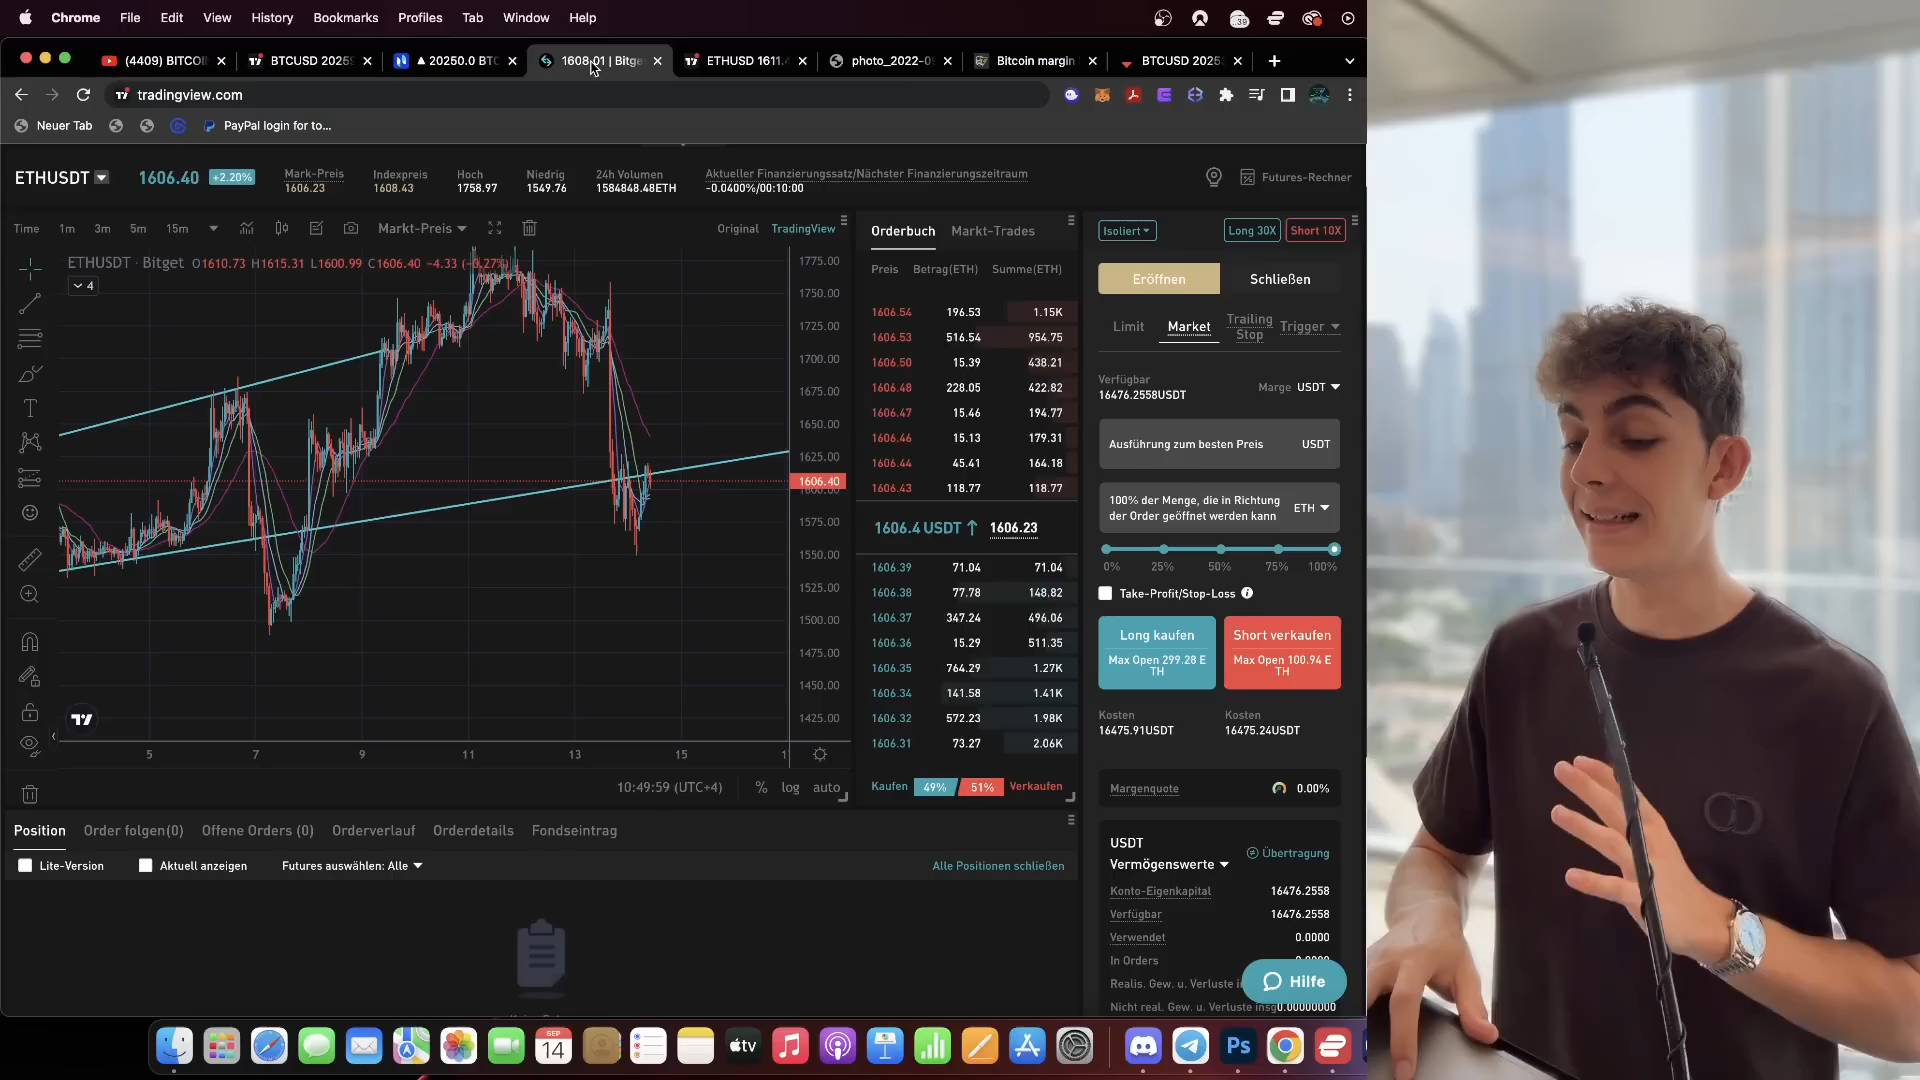 Chrome File Edit View History Bookmarks Profiles Tab Window Help
(4409) BITCOI
BTCUSD 2025
20250.0 BTC
1608.01 | Bitge
ETHUSD 1611.
photo_2022-0
Bitcoin margin
BTCUSD 202
tradingview.com
Neuer Tab
PayPal login for to...
ETHUSDT 1606.40 +2.20%
Mark-Preis Indexpreis Hoch Niedrig 24h Volumen Aktueller Finanzierungssatz/Nächster Finanzierungszeitraum
1606.23 1608.43 1758.97 1549.76 1584848.48ETH -0.0400%/00:10:00
Futures-Rechner
Time 1m 3m 5m 15m Markt-Preis Original TradingView
ETHUSDT · Bitget O1610.73 H1615.31 L1600.99 C1606.40 −4.33
4
1775.00
1750.00
1725.00
1700.00
1675.00
1650.00
1625.00
1606.40
1600.00
1575.00
1550.00
1525.00
1500.00
1475.00
1450.00
1425.00
5 7 9 11 13 15
10:49:59 (UTC+4) % log auto
Orderbuch Markt-Trades
Preis Betrag(ETH) Summe(ETH)
1606.54 196.53 1.15K
1606.53 516.54 954.75
1606.50 15.39 438.21
1606.48 228.05 422.82
1606.47 15.46 194.77
1606.46 15.13 179.31
1606.44 45.41 164.18
1606.43 118.77 118.77
1606.4 USDT ↑ 1606.23
1606.39 71.04 71.04
1606.38 77.78 148.82
1606.37 347.24 496.06
1606.36 15.29 511.35
1606.35 764.29 1.27K
1606.34 141.58 1.41K
1606.32 572.23 1.98K
1606.31 73.27 2.06K
Kaufen 49% 51% Verkaufen
Isoliert Long 30X Short 10X
Eröffnen Schließen
Limit Market Trailing Stop Trigger
Verfügbar
16476.2558USDT
Marge USDT
Ausführung zum besten Preis USDT
100% der Menge, die in Richtung
der Order geöffnet werden kann
ETH
0% 25% 50% 75% 100%
Take-Profit/Stop-Loss
Long kaufen
Max Open 299.28 E
TH
Short verkaufen
Max Open 100.94 E
TH
Kosten
16475.91USDT
Kosten
16475.24USDT
Margenquote 0.00%
USDT
Vermögenswerte
Übertragung
Konto-Eigenkapital 16476.2558
Verfügbar 16476.2558
Verwendet 0.0000
In Orders
Realis. Gew. u. Verluste
Nicht real. Gew. u. Verluste
Hilfe
Position Order folgen(0) Offene Orders (0) Orderverlauf Orderdetails Fondseintrag
Lite-Version Aktuell anzeigen Futures auswählen: Alle Alle Positionen schließen
SEP
14
tv
Ps